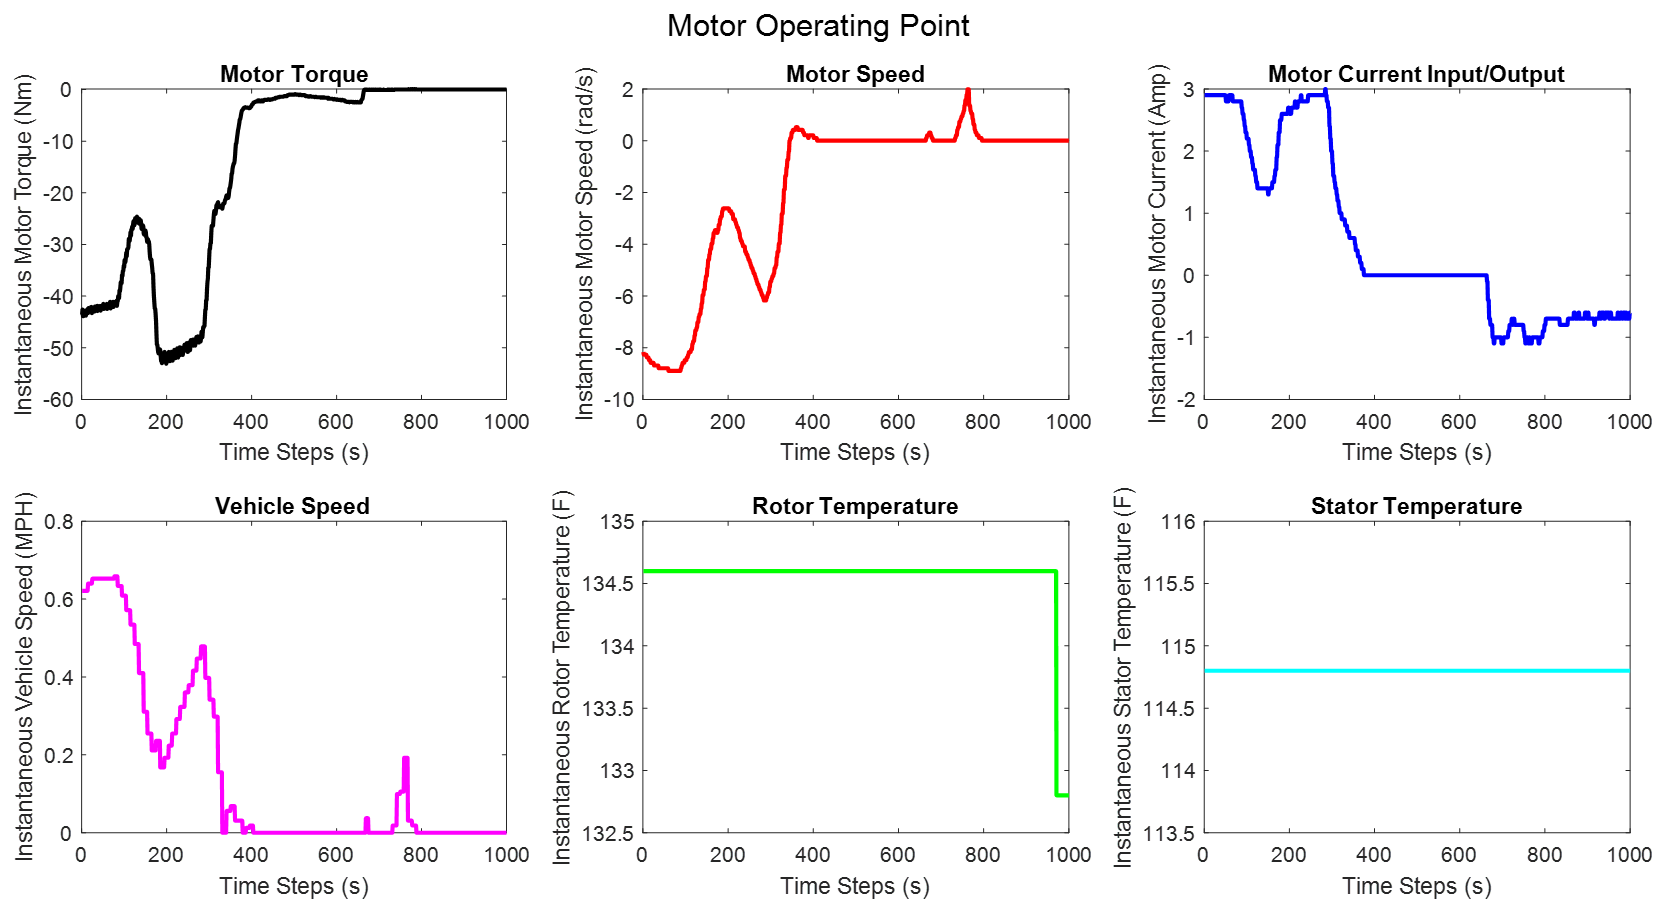 Motor Operating Point
Motor Torque
Instantaneous Motor Torque (Nm)
0
-10
-20
-30
-40
-50
-60
0 200 400 600 800 1000
Time Steps (s)
Motor Speed
Instantaneous Motor Speed (rad/s)
2
0
-2
-4
-6
-8
-10
0 200 400 600 800 1000
Time Steps (s)
Motor Current Input/Output
Instantaneous Motor Current (Amp)
3
2
1
0
-1
-2
0 200 400 600 800 1000
Time Steps (s)
Vehicle Speed
Instantaneous Vehicle Speed (MPH)
0.8
0.6
0.4
0.2
0
0 200 400 600 800 1000
Time Steps (s)
Rotor Temperature
Instantaneous Rotor Temperature (F)
135
134.5
134
133.5
133
132.5
0 200 400 600 800 1000
Time Steps (s)
Stator Temperature
Instantaneous Stator Temperature (F)
116
115.5
115
114.5
114
113.5
0 200 400 600 800 1000
Time Steps (s)